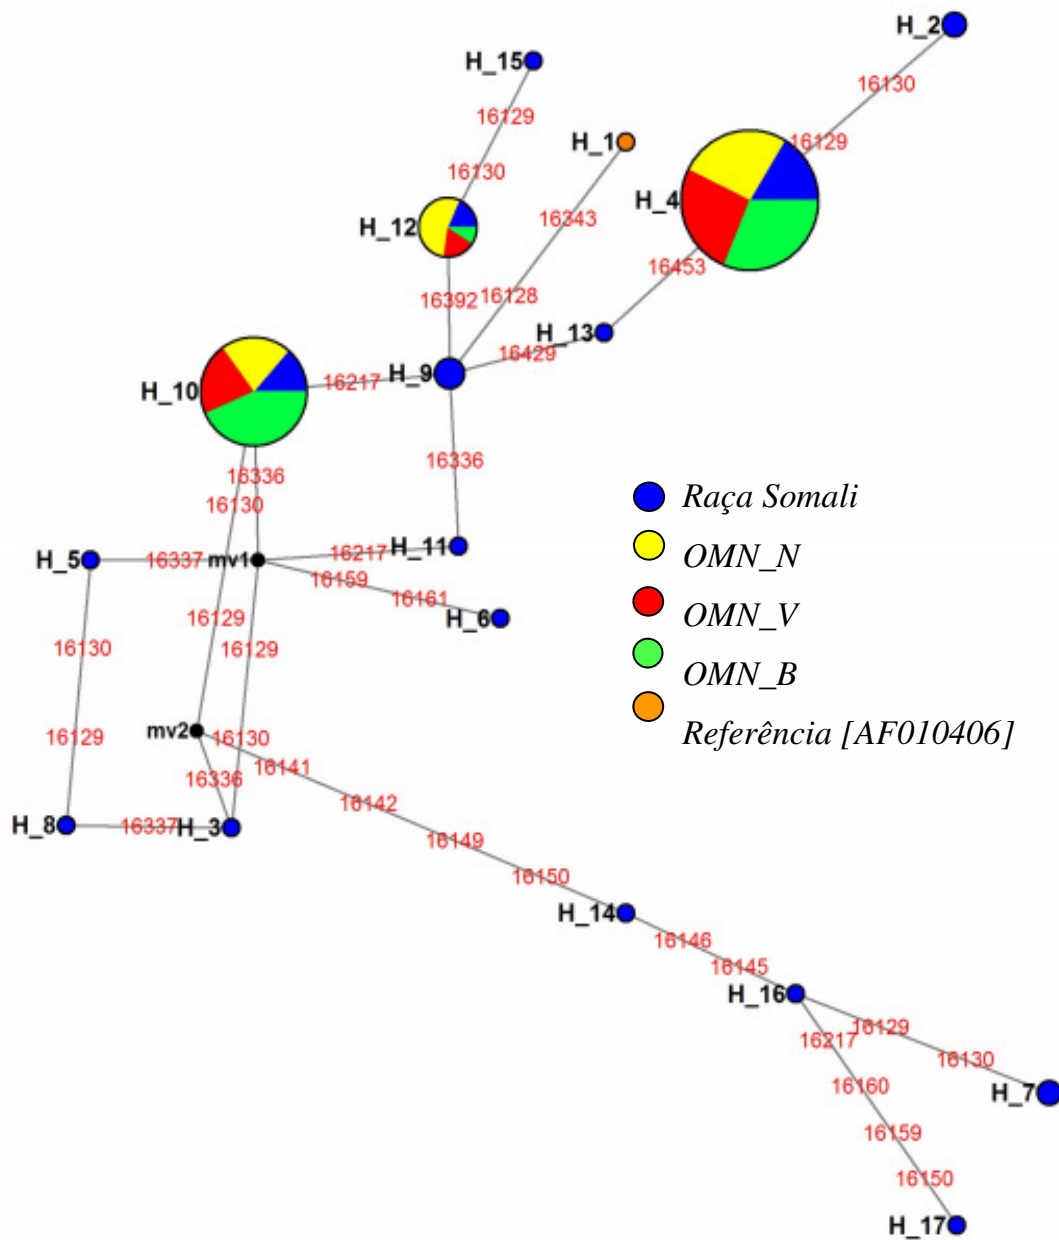 H_2
H_15
16130
16129
H_1
16129
16130
H_4
16343
H_12
16453
16392
16128
H_13
16429
H_9
16217
H_10
16336
16336
16130
Raça Somali
OMN_N
H_11
16217
mv1
16337
H_5
16159
16161
H_6
OMN_V
16129
16130
16129
OMN_B
mv2
16130
16129
Referência [AF010406]
16141
16336
16142
H_8
16337
H_3
16149
16150
H_14
16146
16145
H_16
16129
16217
16130
16160
H_7
16159
16150
H_17